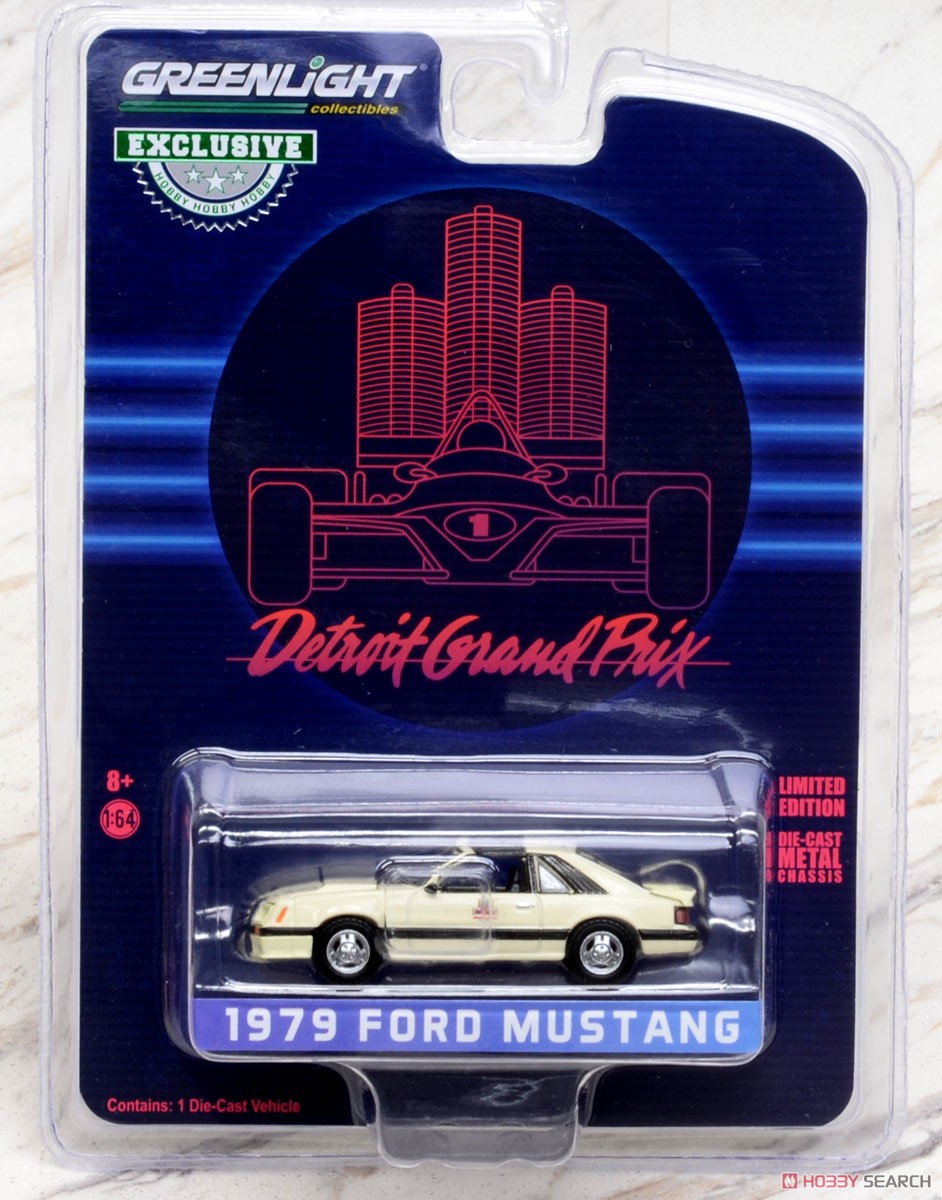 GREENLiGHT®
collectibles
EXCLUSIVE
HOBBY HOBBY HOBBY
1
Detroit Grand Prix
8+
1:64
LIMITED
EDITION
DIE-CAST
METAL
CHASSIS
1979 FORD MUSTANG
Contains: 1 Die-Cast Vehicle
HOBBY SEARCH